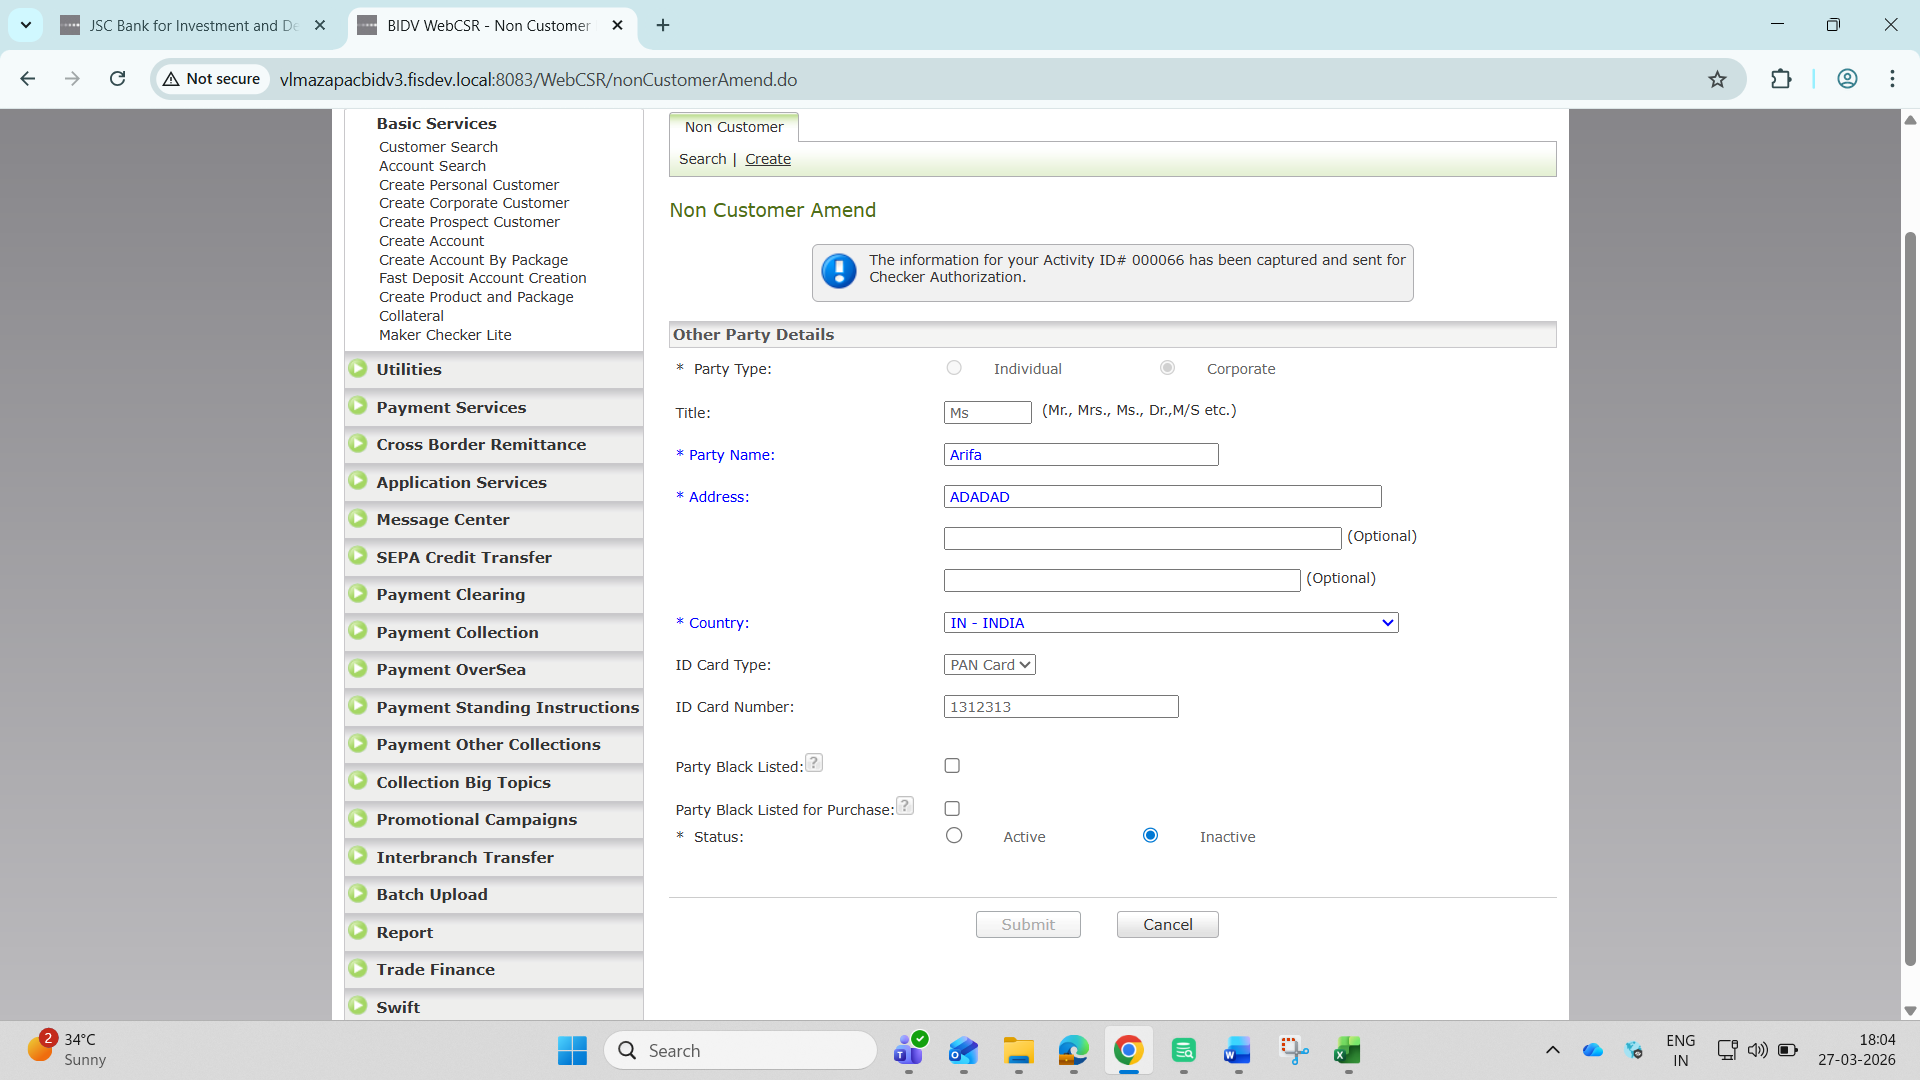 JSC Bank for Investment and De
BIDV WebCSR - Non Customer
Not secure
vlmazapacbidv3.fisdev.local:8083/WebCSR/nonCustomerAmend.do
Basic Services
Customer Search
Account Search
Create Personal Customer
Create Corporate Customer
Create Prospect Customer
Create Account
Create Account By Package
Fast Deposit Account Creation
Create Product and Package
Collateral
Maker Checker Lite
Utilities
Payment Services
Cross Border Remittance
Application Services
Message Center
SEPA Credit Transfer
Payment Clearing
Payment Collection
Payment OverSea
Payment Standing Instructions
Payment Other Collections
Collection Big Topics
Promotional Campaigns
Interbranch Transfer
Batch Upload
Report
Trade Finance
Swift
Non Customer
Search | Create
Non Customer Amend
The information for your Activity ID# 000066 has been captured and sent for
Checker Authorization.
Other Party Details
* Party Type: Individual Corporate
Title: Ms (Mr., Mrs., Ms., Dr.,M/S etc.)
* Party Name: Arifa
* Address: ADADAD
(Optional)
(Optional)
* Country: IN - INDIA
ID Card Type: PAN Card
ID Card Number: 1312313
Party Black Listed: ?
Party Black Listed for Purchase: ?
* Status: Active Inactive
Submit Cancel
2
34°C
Sunny
Search
ENG
IN
18:04
27-03-2026